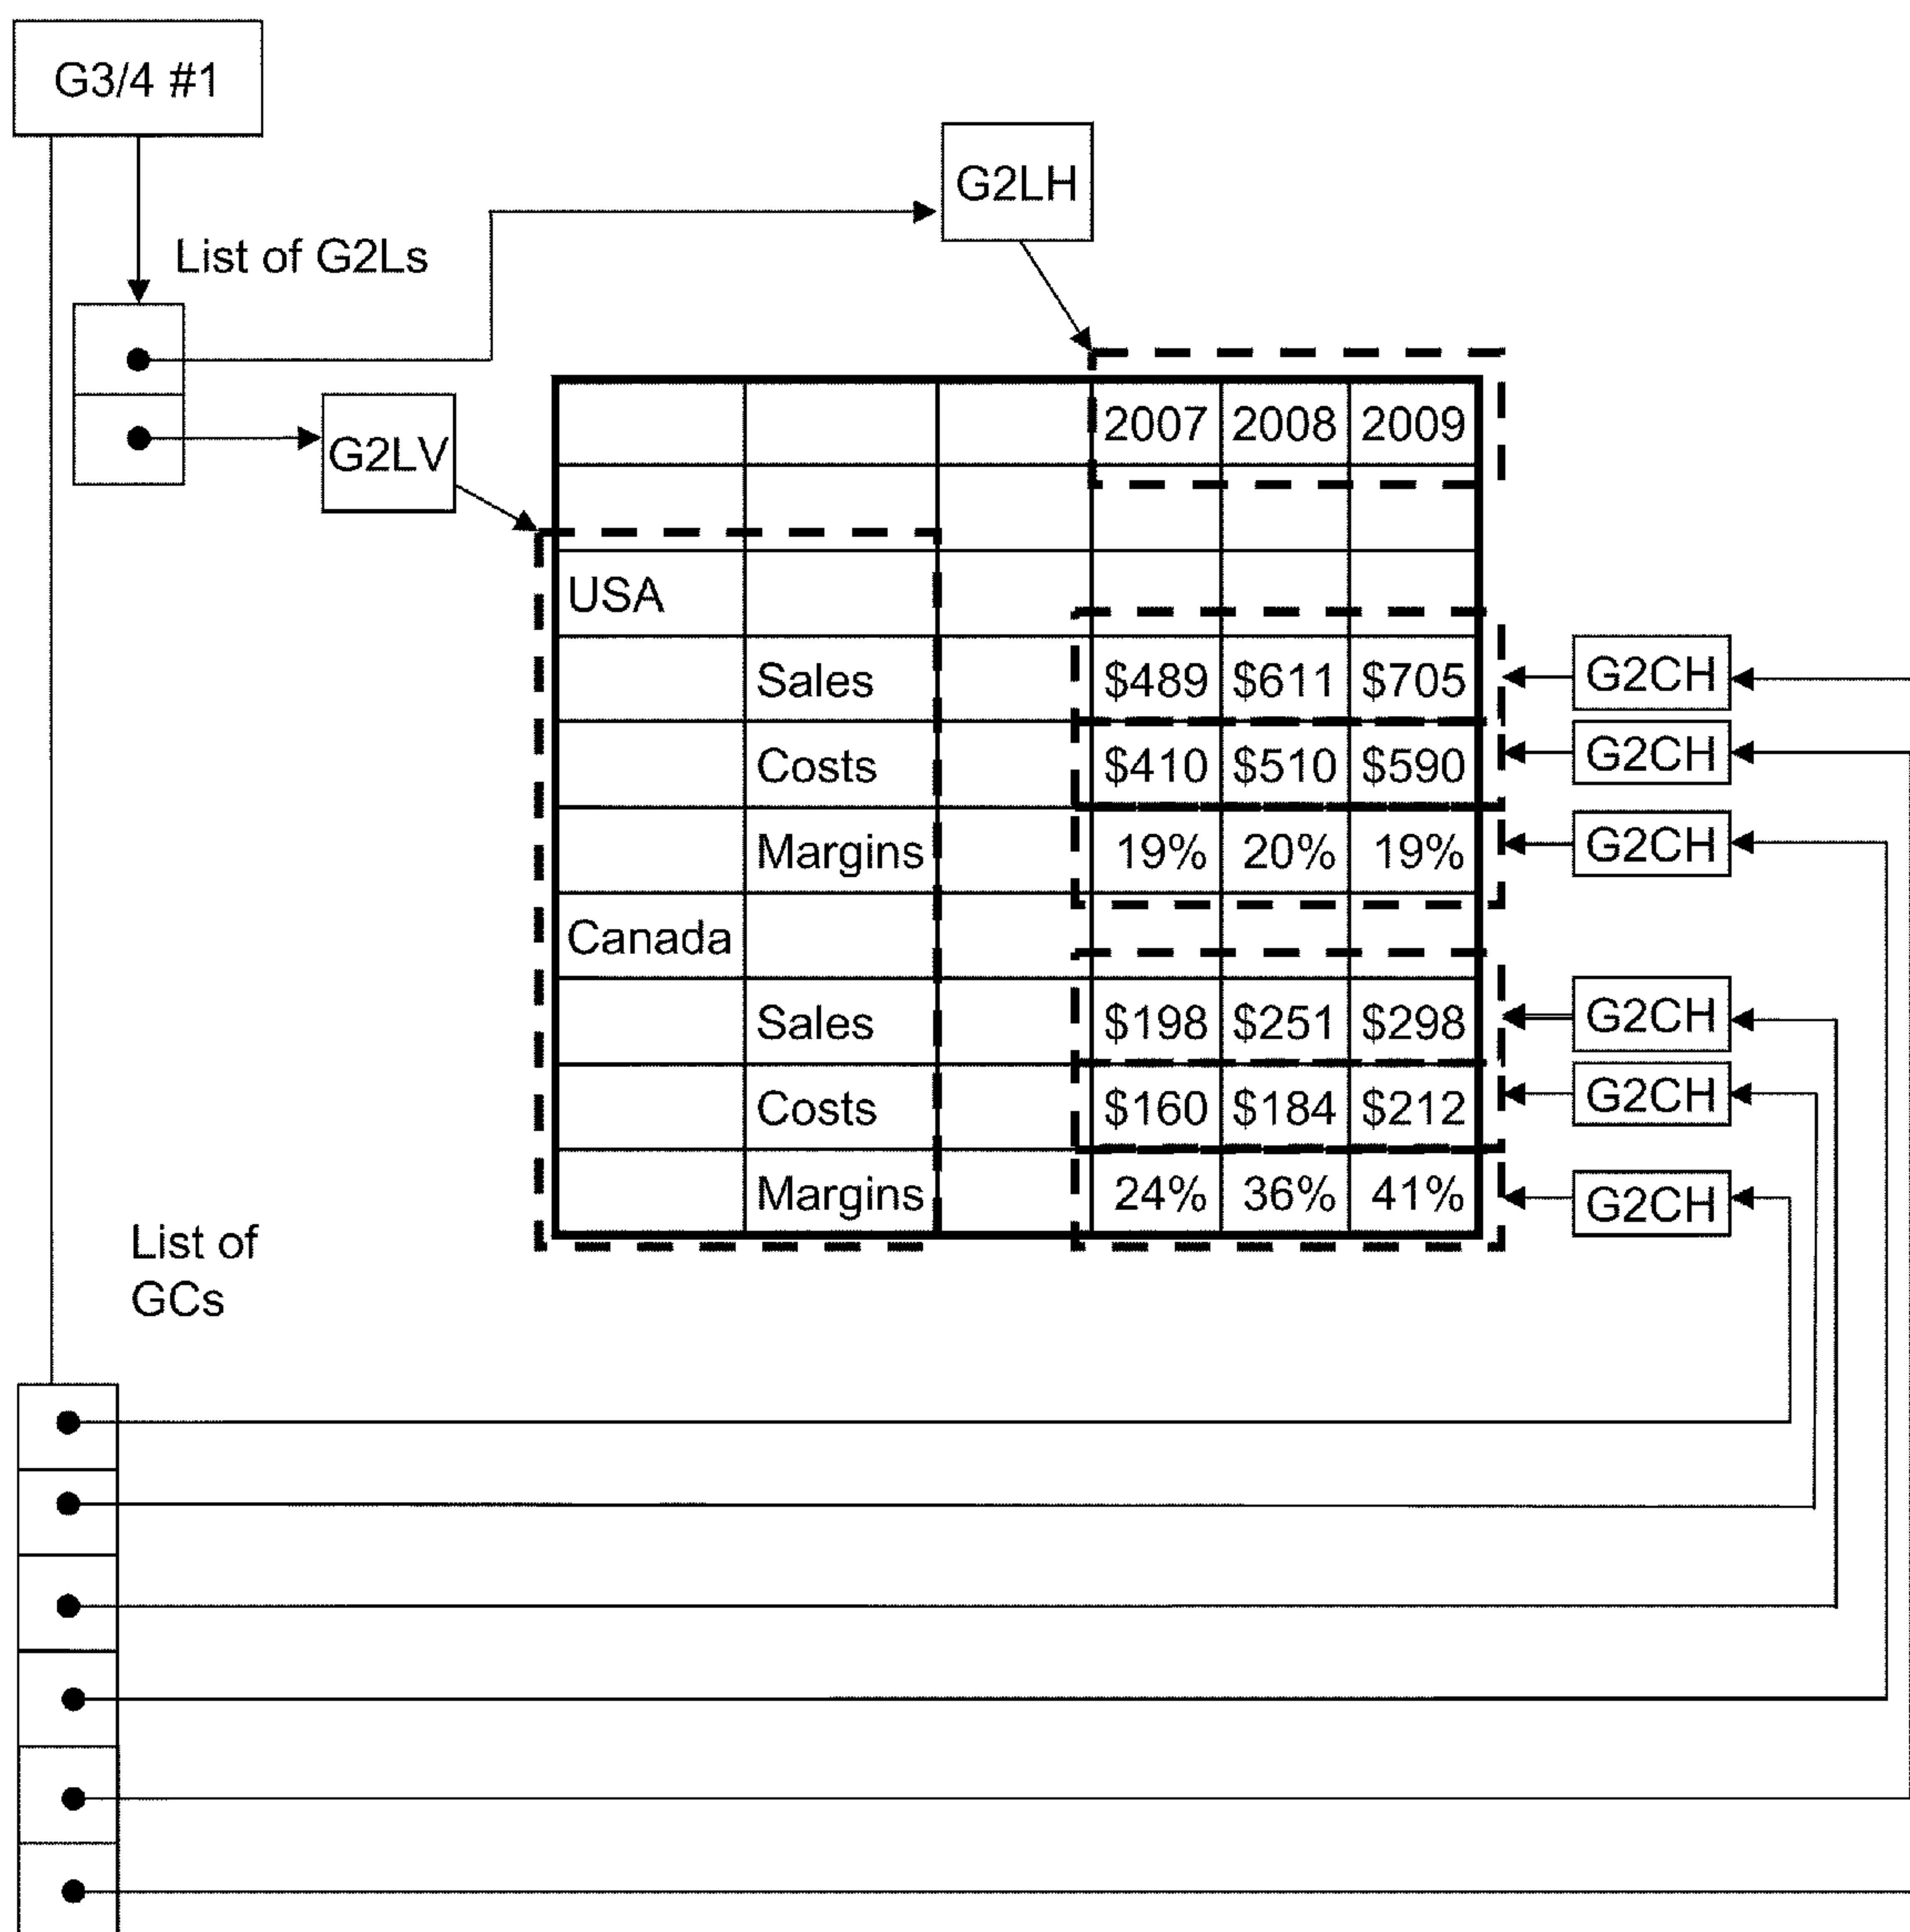 G3/4 #1
G2LH
List of G2Ls
G2LV
2007 2008 2009
USA
Sales $489 $611 $705 G2CH
Costs $410 $510 $590 G2CH
Margins 19% 20% 19% G2CH
Canada
Sales $198 $251 $298 G2CH
Costs $160 $184 $212 G2CH
Margins 24% 36% 41% G2CH
List of
GCs